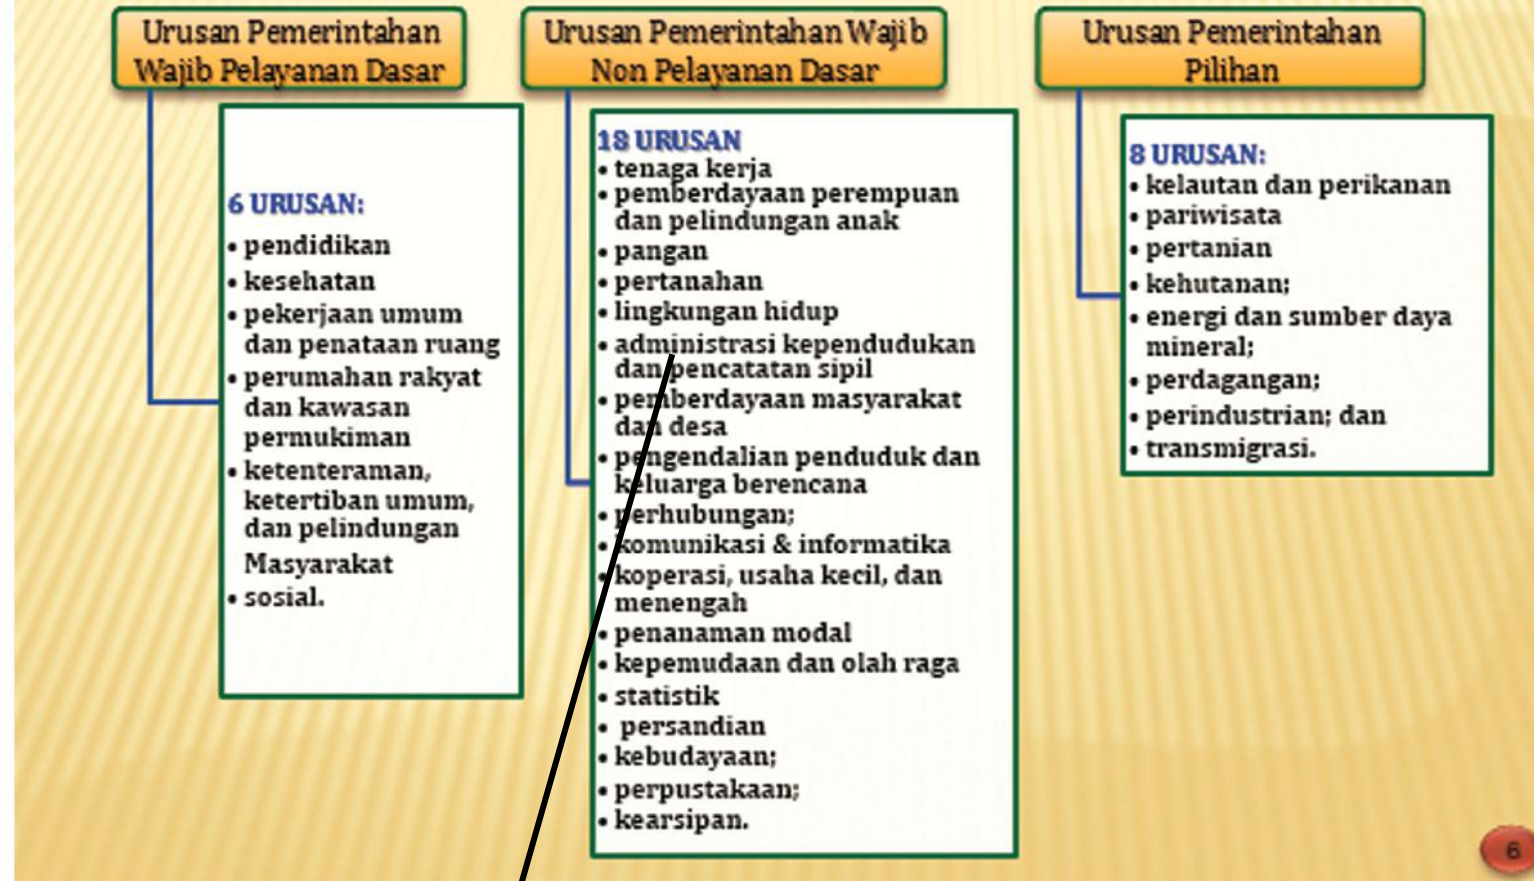 Urusan Pemerintahan
Wajib Pelayanan Dasar
6 URUSAN:
• pendidikan
• kesehatan
• pekerjaan umum
dan penataan ruang
• perumahan rakyat
dan kawasan
permukiman
• ketenteraman,
ketertiban umum,
dan pelindungan
Masyarakat
• sosial.
Urusan Pemerintahan Wajib
Non Pelayanan Dasar
18 URUSAN
• tenaga kerja
• pemberdayaan perempuan
dan pelindungan anak
• pangan
• pertanahan
• lingkungan hidup
• administrasi kependudukan
dan pencatatan sipil
• pemberdayaan masyarakat
dan desa
• pengendalian penduduk dan
keluarga berencana
• perhubungan;
• komunikasi & informatika
• koperasi, usaha kecil, dan
menengah
• penanaman modal
• kepemudaan dan olah raga
• statistik
• persandian
• kebudayaan;
• perpustakaan;
• kearsipan.
Urusan Pemerintahan
Pilihan
8 URUSAN:
• kelautan dan perikanan
• pariwisata
• pertanian
• kehutanan;
• energi dan sumber daya
mineral;
• perdagangan;
• perindustrian; dan
• transmigrasi.
6